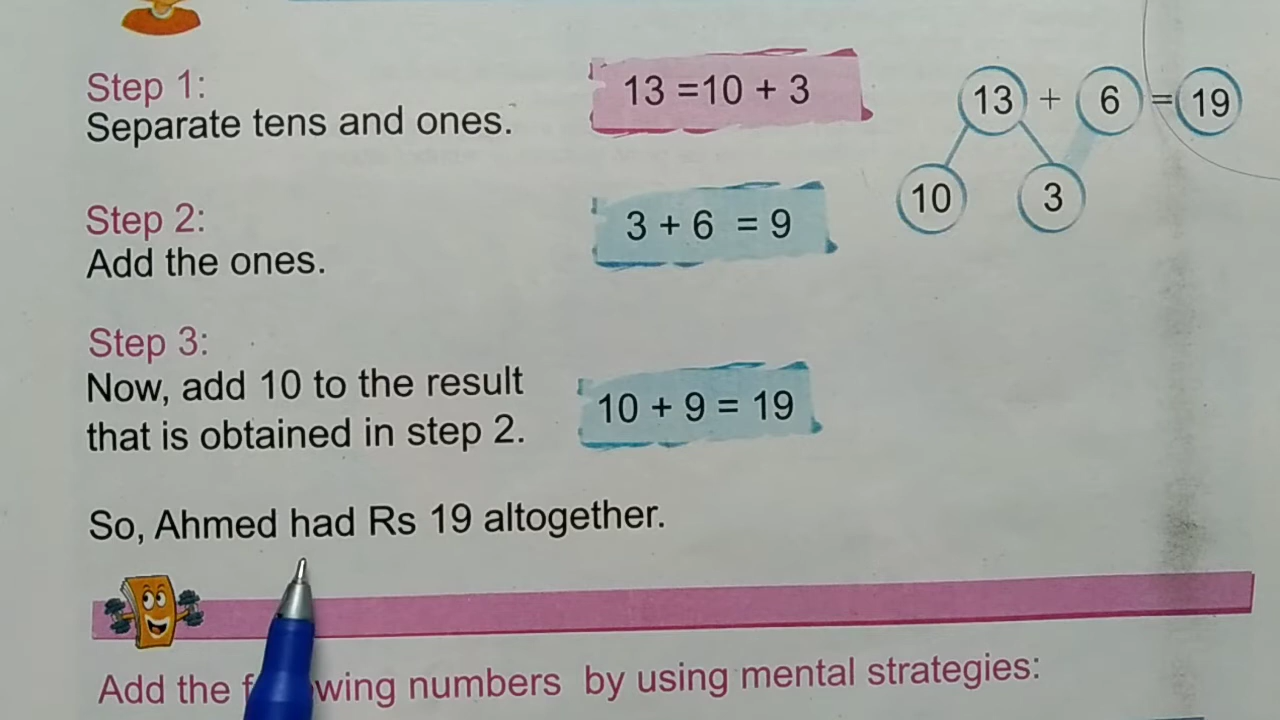 Step 1:
Separate tens and ones.
13 =10 + 3
13 + 6 = 19
10 3
Step 2:
Add the ones.
3 + 6 = 9
Step 3:
Now, add 10 to the result
that is obtained in step 2.
10 + 9 = 19
So, Ahmed had Rs 19 altogether.
Add the numbers by using mental strategies: